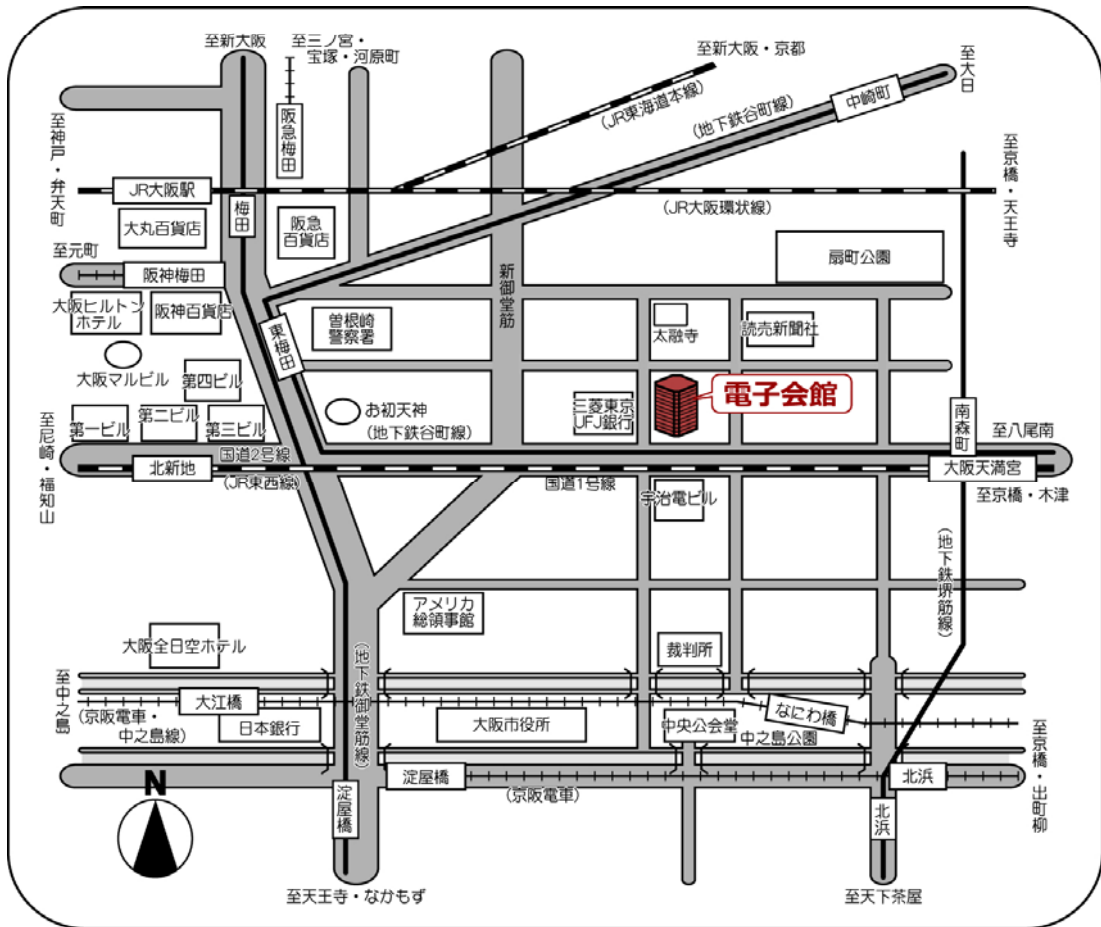 至新大阪
至三ノ宮・
宝塚・河原町
至新大阪・京都
至大日
(JR東海道本線)
(地下鉄谷町線)
中崎町
阪急梅田
至神戸・弁天町
至京橋・天王寺
JR大阪駅
梅田
(JR大阪環状線)
大丸百貨店
阪急
百貨店
至元町
阪神梅田
新御堂筋
扇町公園
大阪ヒルトン
ホテル
阪神百貨店
東梅田
曽根崎
警察署
太融寺
読売新聞社
大阪マルビル
第四ビル
電子会館
第一ビル
第二ビル
第三ビル
お初天神
(地下鉄谷町線)
三菱東京
UFJ銀行
南森町
至八尾南
至尼崎・福知山
国道2号線
北新地
(JR東西線)
国道1号線
大阪天満宮
至京橋・木津
宇治電ビル
(地下鉄堺筋線)
アメリカ
総領事館
大阪全日空ホテル
裁判所
(地下鉄御堂筋線)
至中之島
大江橋
(京阪電車・
中之島線)
日本銀行
大阪市役所
中央公会堂
なにわ橋
中之島公園
至京橋・出町柳
淀屋橋
(京阪電車)
北浜
N
淀屋橋
北浜
至天王寺・なかもず
至天下茶屋